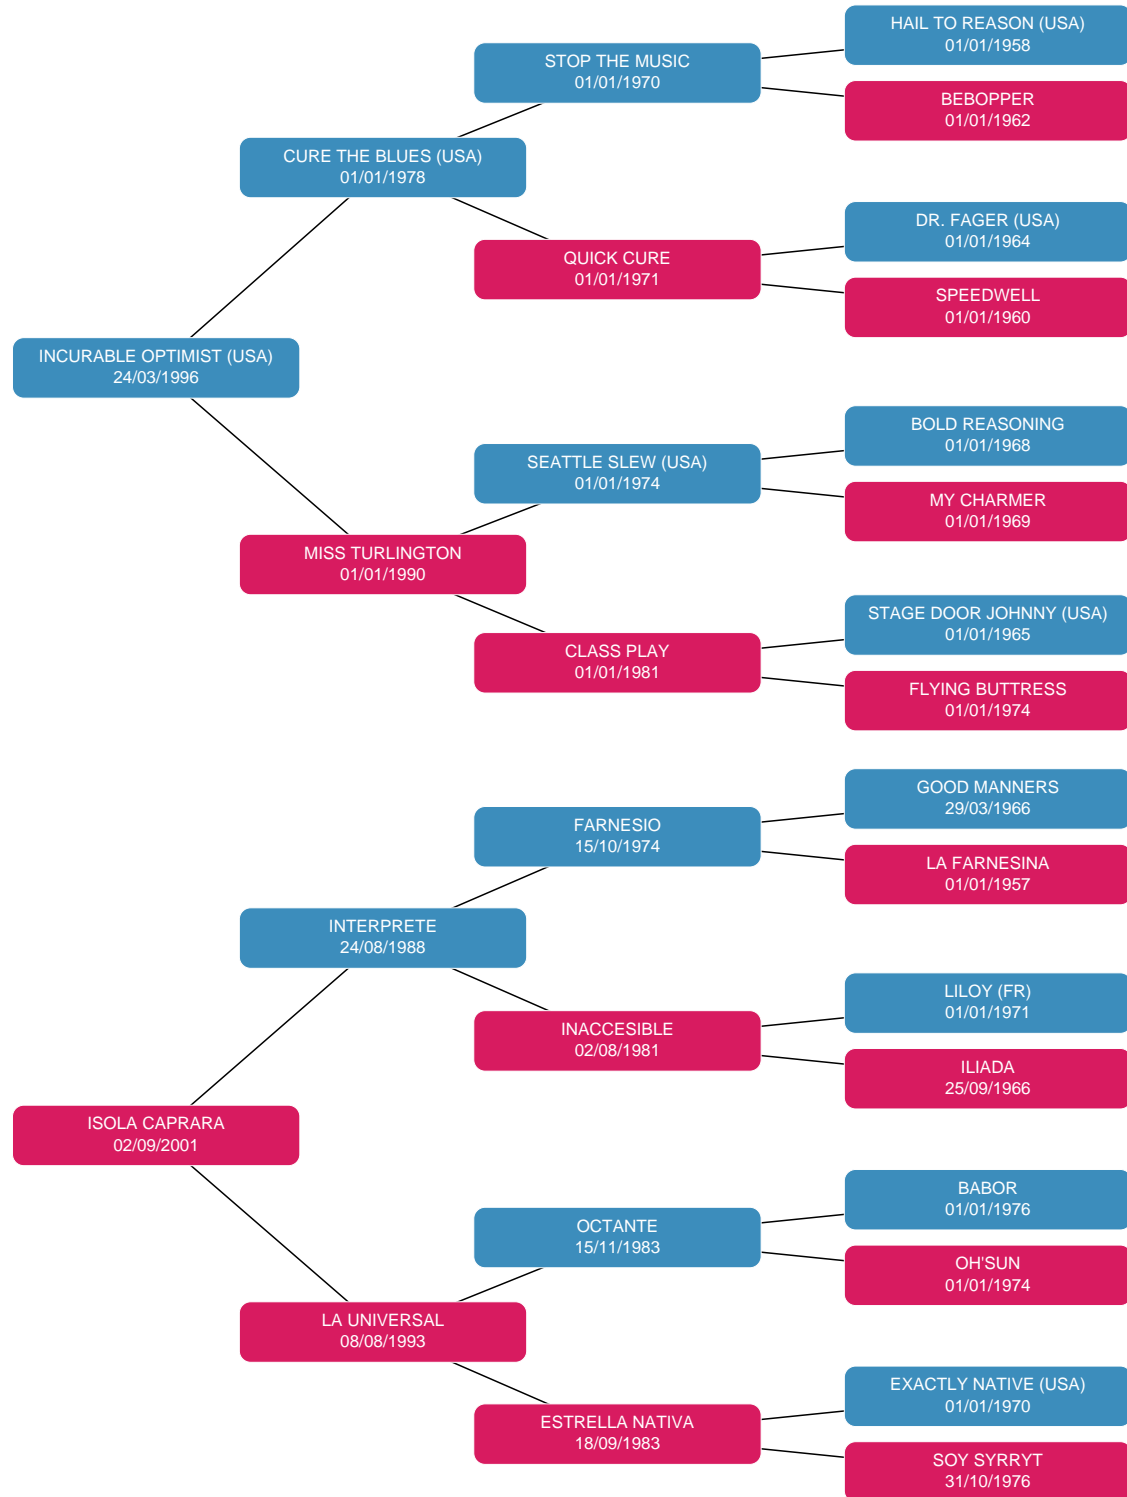 HAIL TO REASON (USA)
01/01/1958
STOP THE MUSIC
01/01/1970
BEBOPPER
01/01/1962
CURE THE BLUES (USA)
01/01/1978
DR. FAGER (USA)
01/01/1964
QUICK CURE
01/01/1971
SPEEDWELL
01/01/1960
INCURABLE OPTIMIST (USA)
24/03/1996
BOLD REASONING
01/01/1968
SEATTLE SLEW (USA)
01/01/1974
MY CHARMER
01/01/1969
MISS TURLINGTON
01/01/1990
STAGE DOOR JOHNNY (USA)
01/01/1965
CLASS PLAY
01/01/1981
FLYING BUTTRESS
01/01/1974
GOOD MANNERS
29/03/1966
FARNESIO
15/10/1974
LA FARNESINA
01/01/1957
INTERPRETE
24/08/1988
LILOY (FR)
01/01/1971
INACCESIBLE
02/08/1981
ILIADA
25/09/1966
ISOLA CAPRARA
02/09/2001
BABOR
01/01/1976
OCTANTE
15/11/1983
OH'SUN
01/01/1974
LA UNIVERSAL
08/08/1993
EXACTLY NATIVE (USA)
01/01/1970
ESTRELLA NATIVA
18/09/1983
SOY SYRRYT
31/10/1976